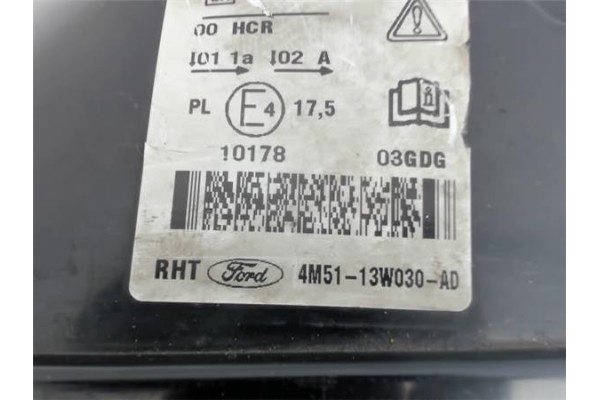 00 HCR
I01 1a I02 A
PL E4 17,5
10178 03GDG
RHT Ford 4M51-13W030-AD